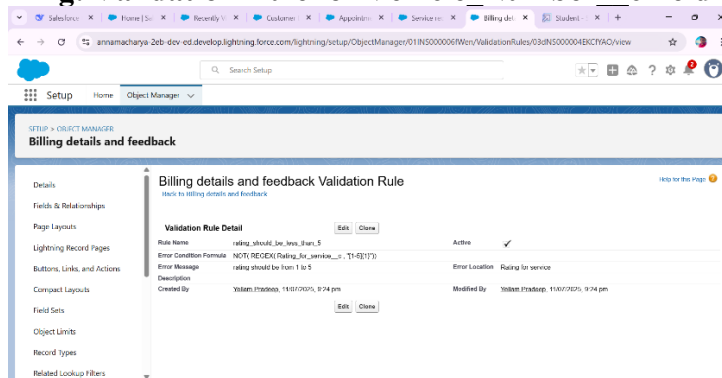 Salesforce
Home | Sa
Recently V
Customer
Appointm
Service rec
Billing deta
Student -
annamacharya-2eb-dev-ed.develop.lightning.force.com/lightning/setup/ObjectManager/01INS000006fWen/ValidationRules/03dNS000004EKCfYAO/view
Search Setup
Setup Home Object Manager
SETUP > OBJECT MANAGER
Billing details and feedback
Details
Fields & Relationships
Page Layouts
Lightning Record Pages
Buttons, Links, and Actions
Compact Layouts
Field Sets
Object Limits
Record Types
Related Lookup Filters
Billing details and feedback Validation Rule
Help for this Page
Back to Billing details and feedback
Validation Rule Detail Edit Clone
Rule Name rating_should_be_less_than_5 Active ✓
Error Condition Formula NOT( REGEX( Rating_for_service__c , "[1-5]{1}"))
Error Message rating should be from 1 to 5 Error Location Rating for service
Description
Created By Yellam Pradeep, 11/07/2025, 9:24 pm Modified By Yellam Pradeep, 11/07/2025, 9:24 pm
Edit Clone